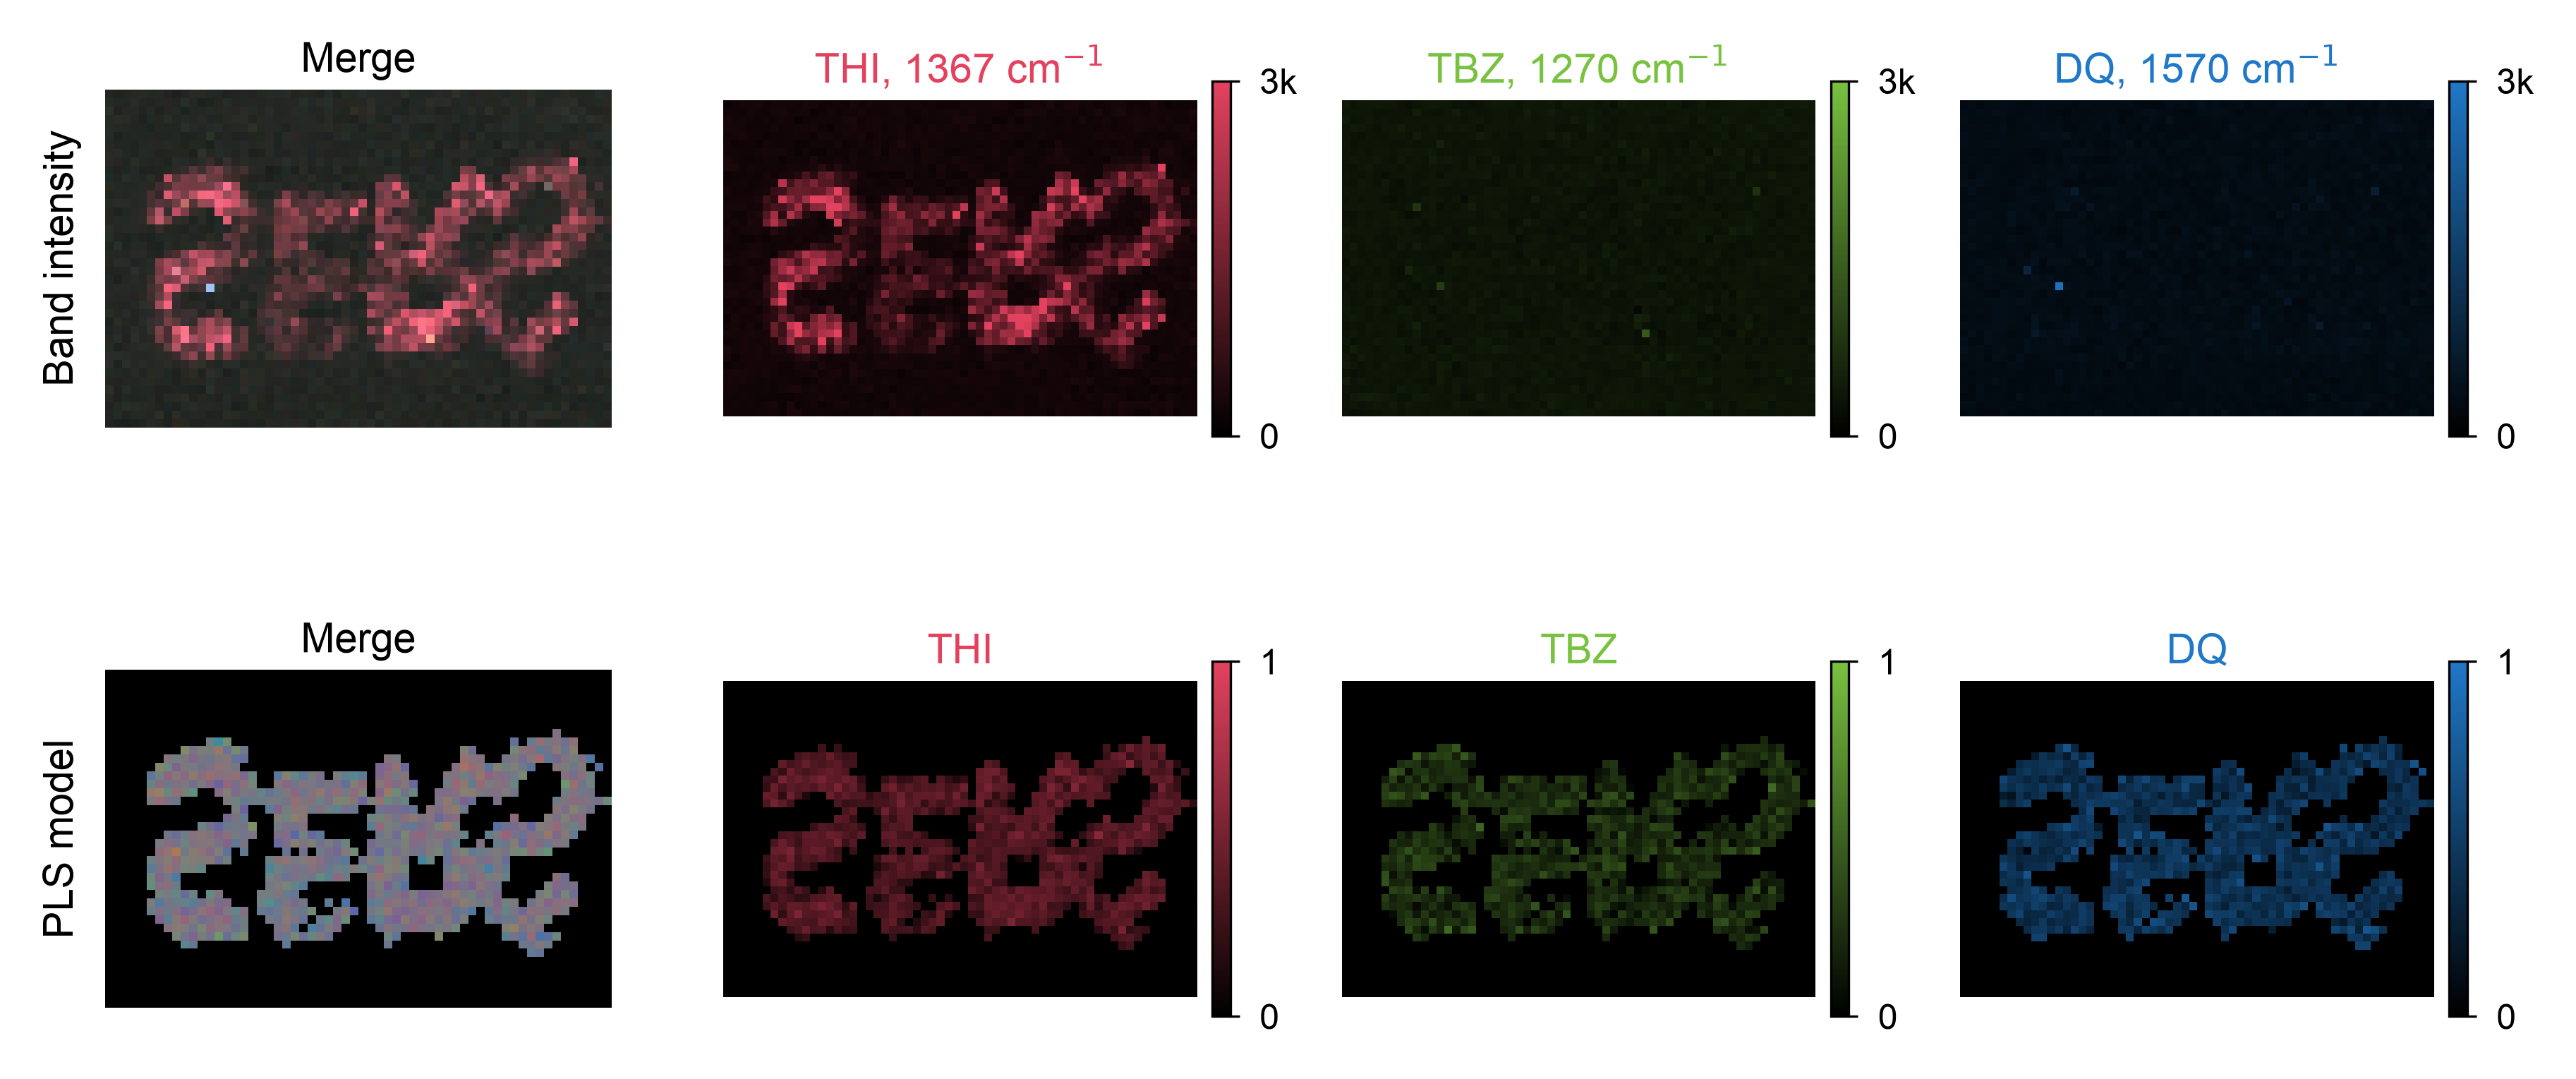 Merge
THI, 1367 cm⁻¹
TBZ, 1270 cm⁻¹
DQ, 1570 cm⁻¹
Band intensity
3k
0
3k
0
3k
0
Merge
THI
TBZ
DQ
PLS model
1
0
1
0
1
0